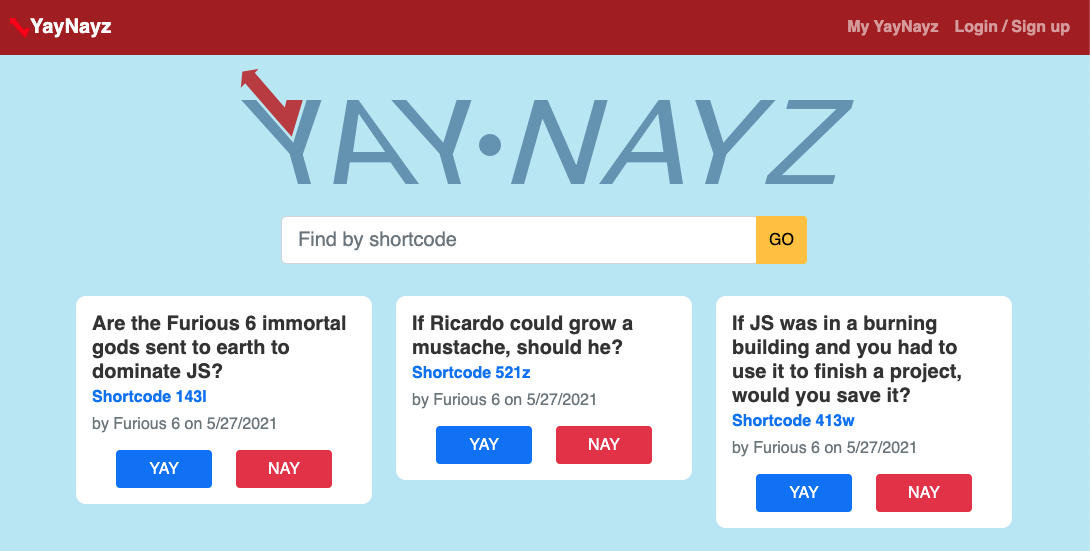 YayNayz
My YayNayz Login / Sign up
YAY•NAYZ
Find by shortcode
GO
Are the Furious 6 immortal
gods sent to earth to
dominate JS?
Shortcode 143l
by Furious 6 on 5/27/2021
YAY NAY
If Ricardo could grow a
mustache, should he?
Shortcode 521z
by Furious 6 on 5/27/2021
YAY NAY
If JS was in a burning
building and you had to
use it to finish a project,
would you save it?
Shortcode 413w
by Furious 6 on 5/27/2021
YAY NAY